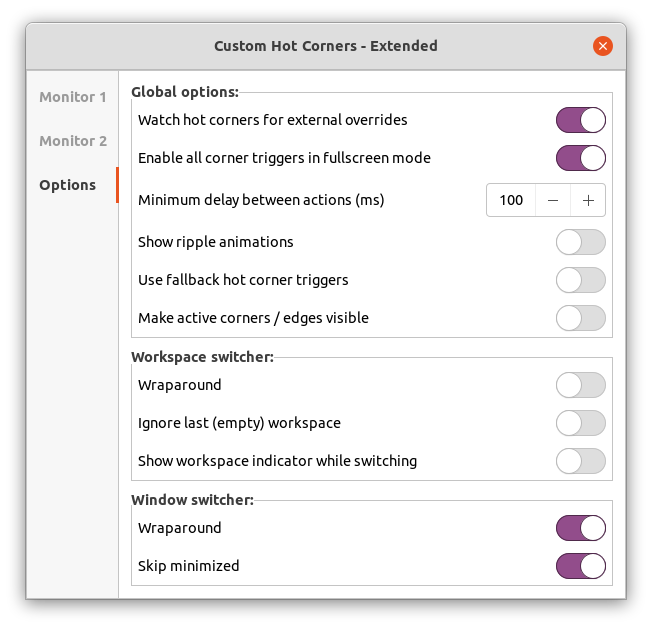 Custom Hot Corners - Extended
Monitor 1
Monitor 2
Options
Global options:
Watch hot corners for external overrides
Enable all corner triggers in fullscreen mode
Minimum delay between actions (ms) 100 − +
Show ripple animations
Use fallback hot corner triggers
Make active corners / edges visible
Workspace switcher:
Wraparound
Ignore last (empty) workspace
Show workspace indicator while switching
Window switcher:
Wraparound
Skip minimized